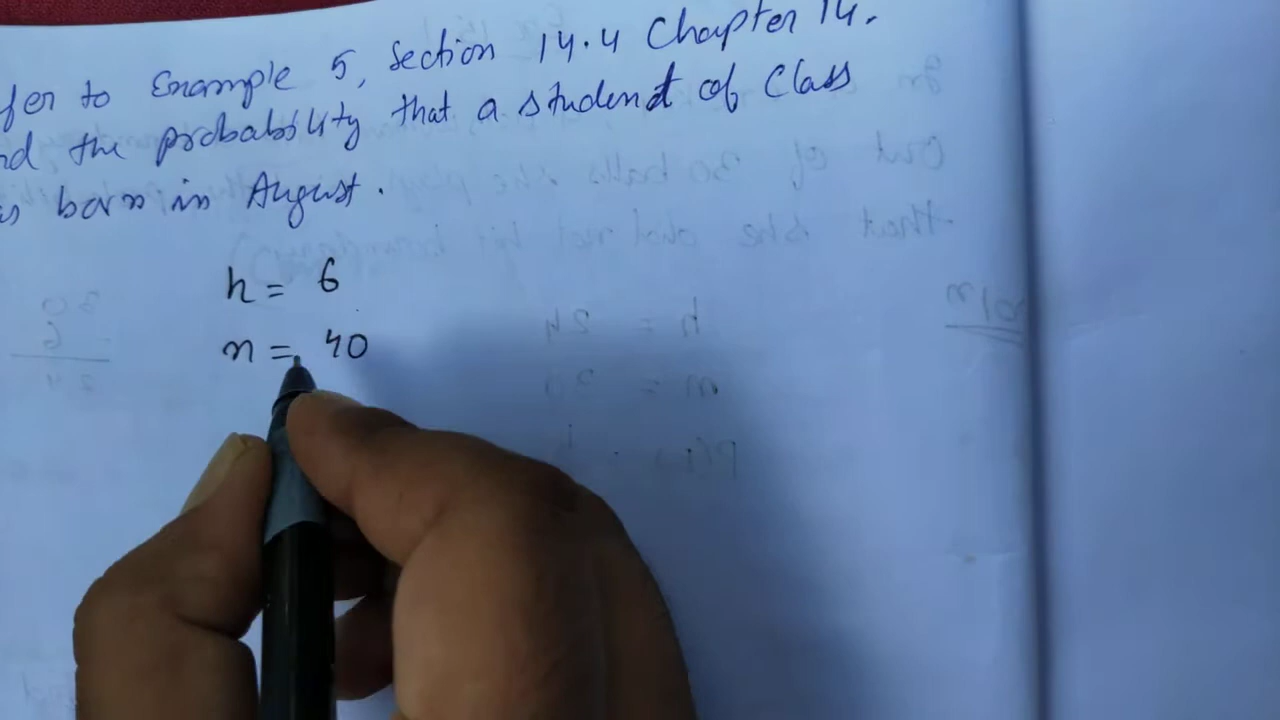 fer to Example 5, Section 14.4 Chapter 14.
nd the probability that a student of Class
as born in August.
h = 6
n = 40